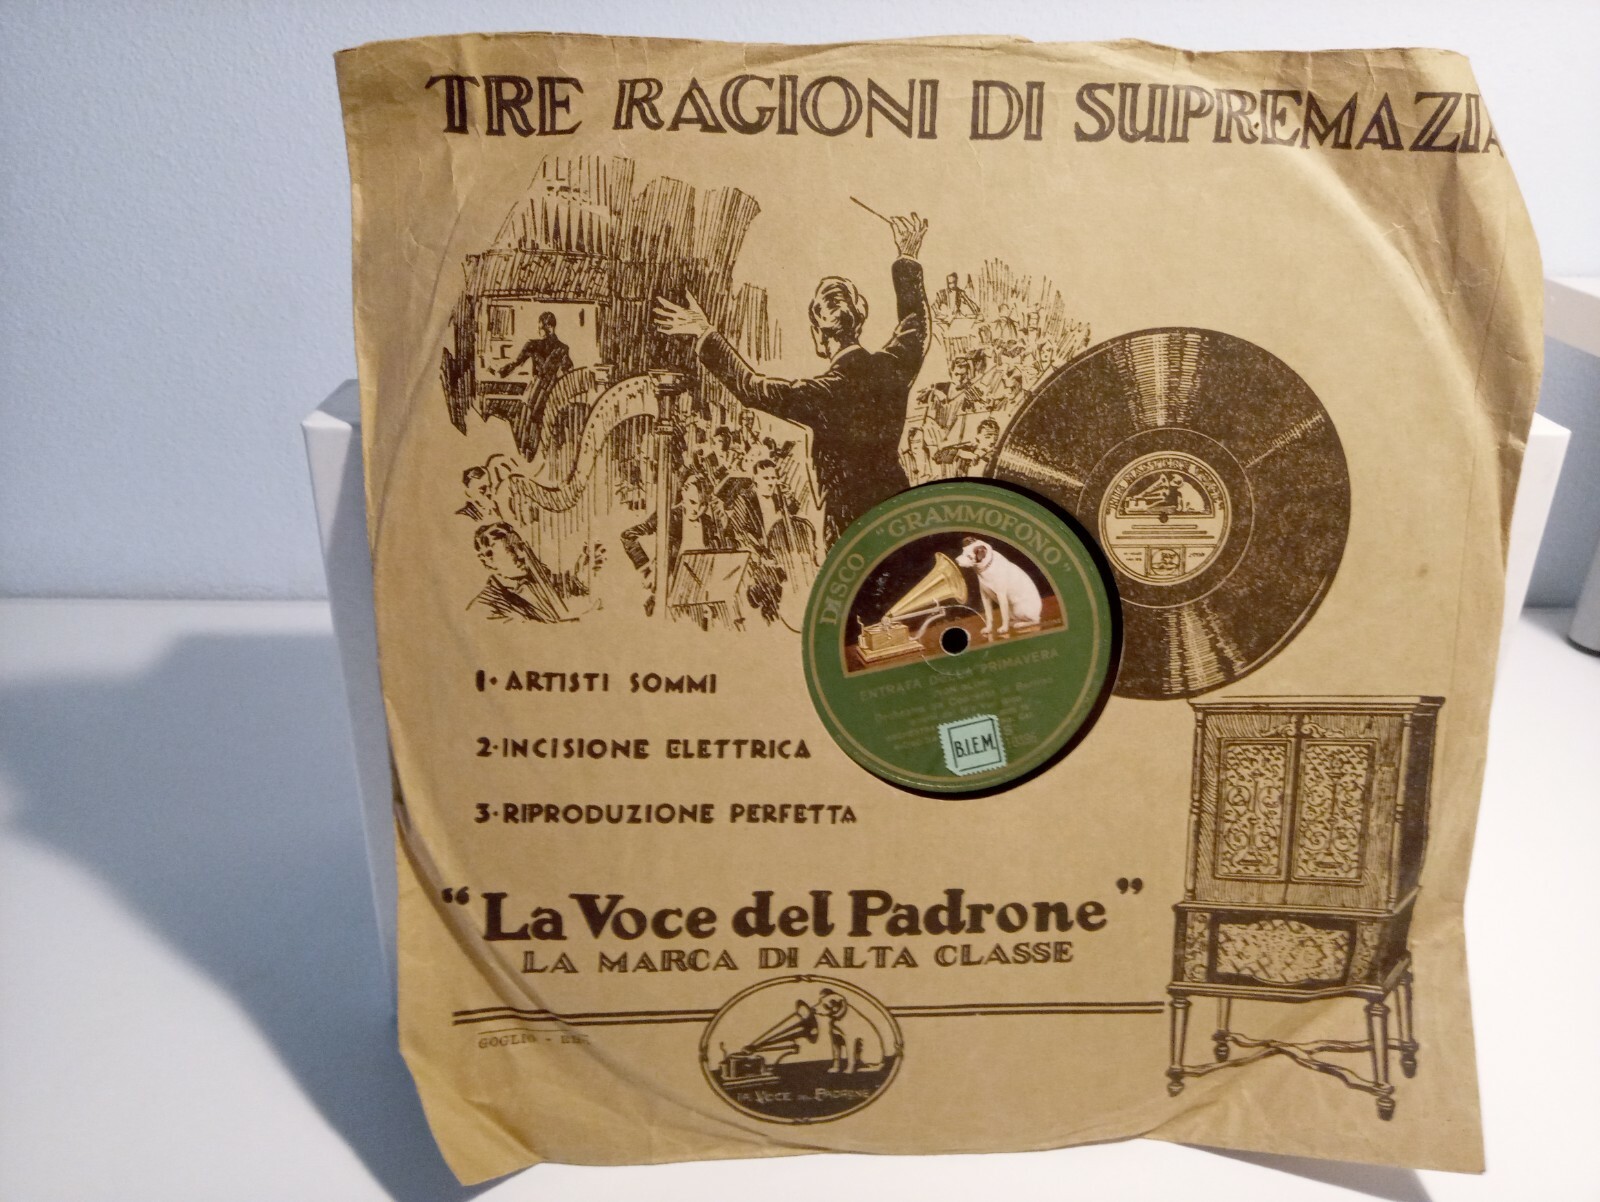 TRE RAGIONI DI SUPREMAZIA
DISCO "GRAMMOFONO"
ENTRATA DELLA PRIMAVERA
B.I.E.M.
1· ARTISTI SOMMI
2· INCISIONE ELETTRICA
3· RIPRODUZIONE PERFETTA
"La Voce del Padrone"
LA MARCA DI ALTA CLASSE
GOGLIO -
LA VOCE DEL PADRONE